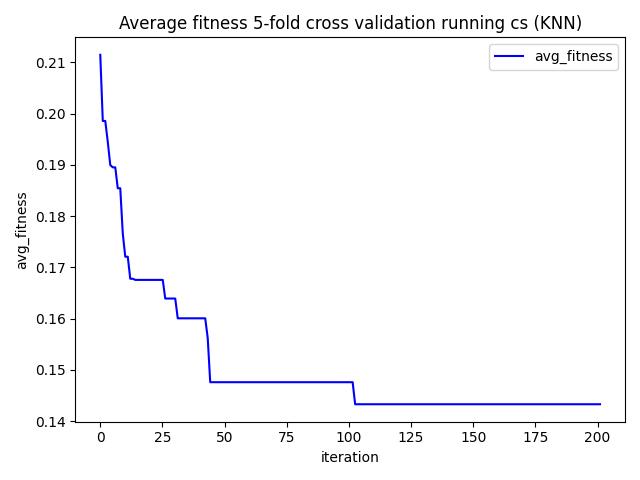 Average fitness 5-fold cross validation running cs (KNN)
avg_fitness
0.21
0.20
0.19
0.18
0.17
0.16
0.15
0.14
avg_fitness
0 25 50 75 100 125 150 175 200
iteration